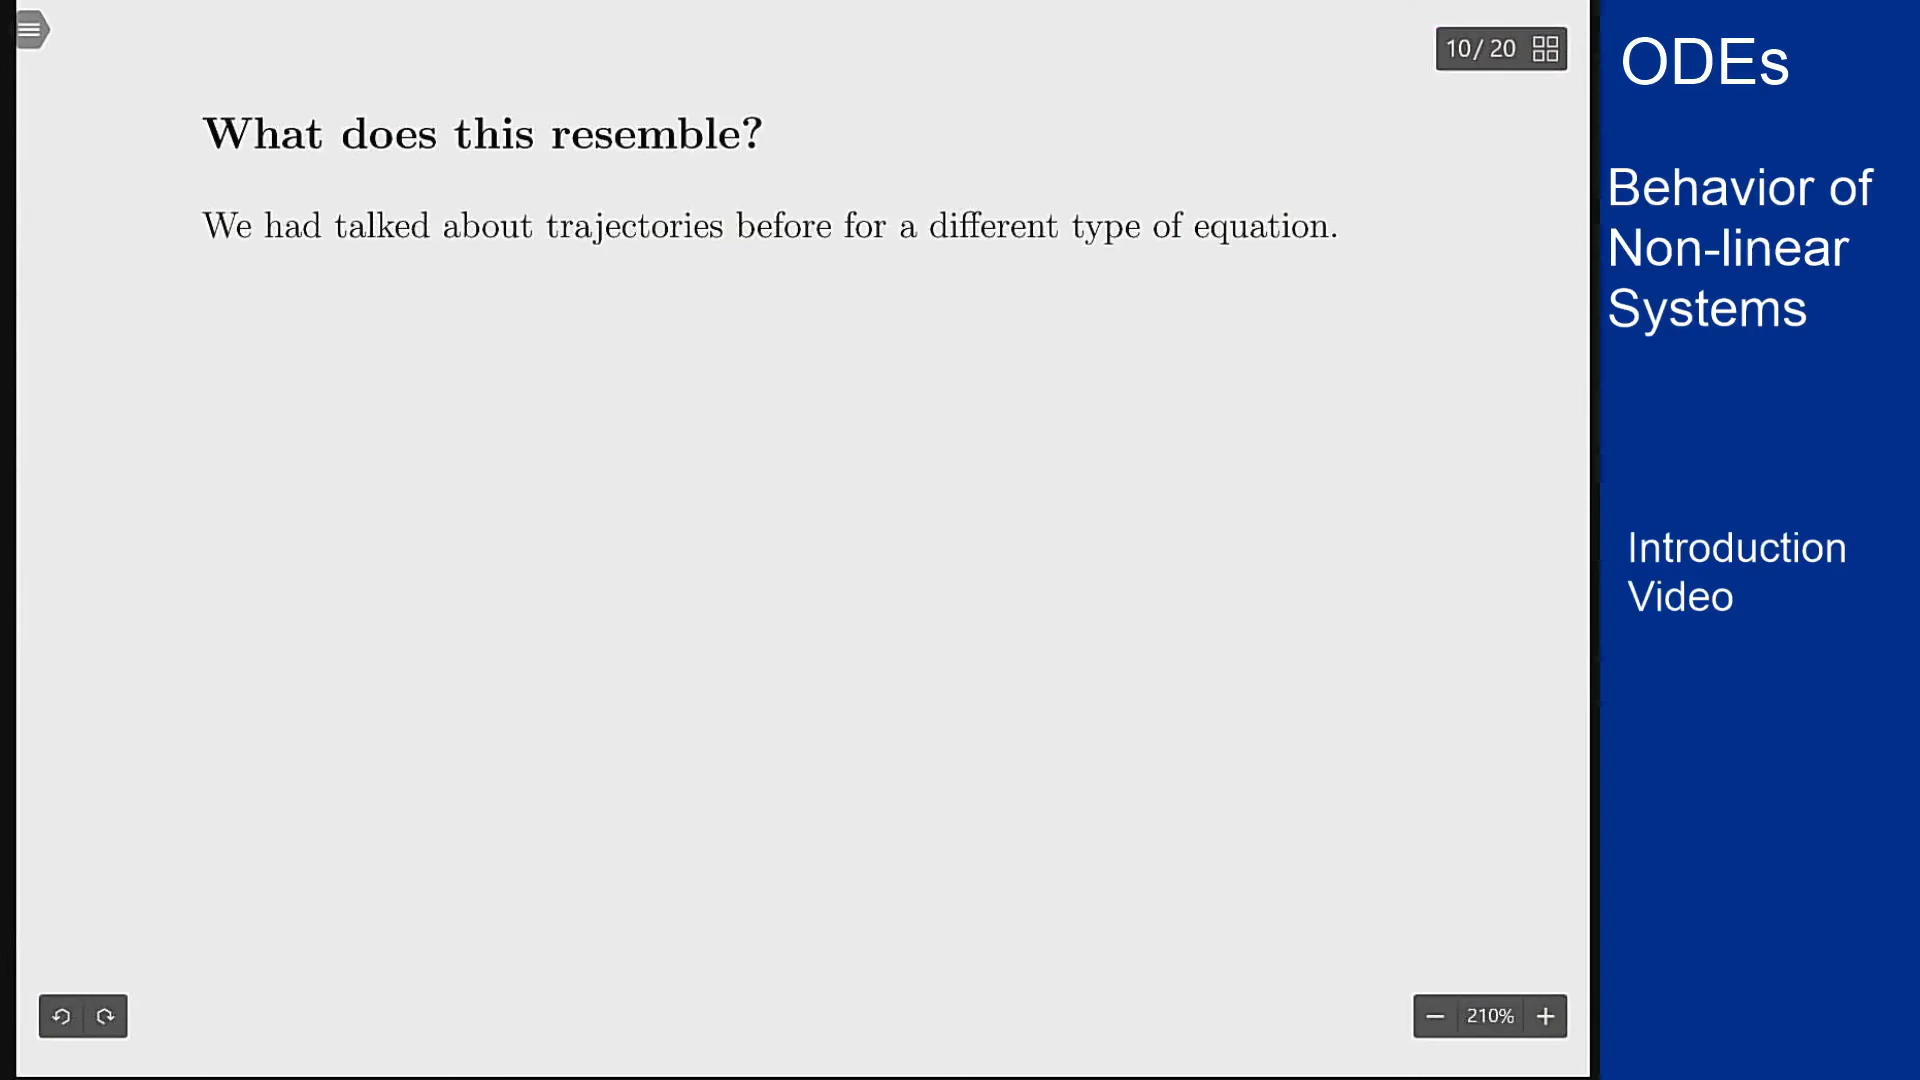 10/ 20
What does this resemble?
We had talked about trajectories before for a different type of equation.
210%
ODEs
Behavior of
Non-linear
Systems
Introduction
Video